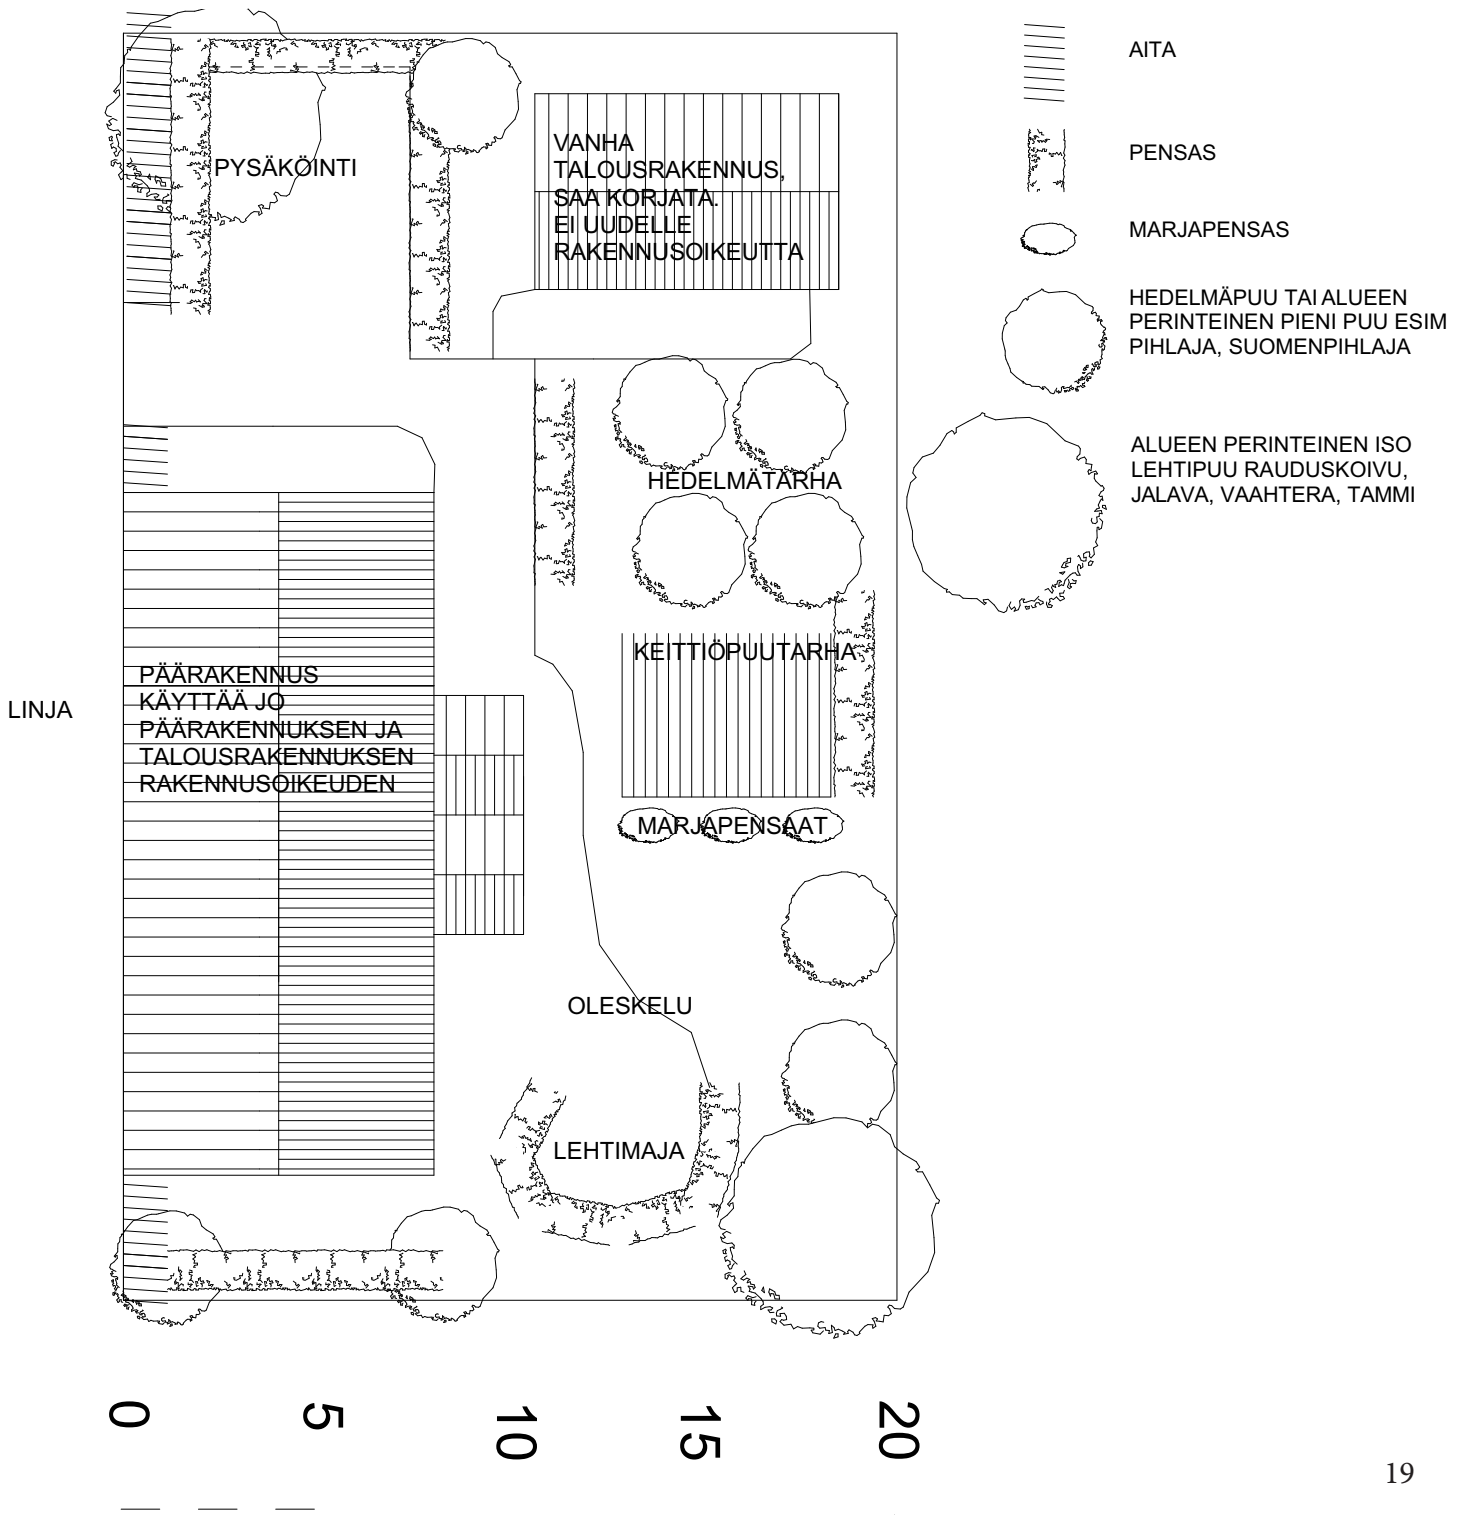 AITA
PENSAS
MARJAPENSAS
HEDELMÄPUU TAI ALUEEN
PERINTEINEN PIENI PUU ESIM
PIHLAJA, SUOMENPIHLAJA
ALUEEN PERINTEINEN ISO
LEHTIPUU RAUDUSKOIVU,
JALAVA, VAAHTERA, TAMMI
PYSÄKÖINTI
VANHA
TALOUSRAKENNUS,
SAA KORJATA.
EI UUDELLE
RAKENNUSOIKEUTTA
HEDELMÄTARHA
KEITTIÖPUUTARHA
LINJA
PÄÄRAKENNUS
KÄYTTÄÄ JO
PÄÄRAKENNUKSEN JA
TALOUSRAKENNUKSEN
RAKENNUSOIKEUDEN
MARJAPENSAAT
OLESKELU
LEHTIMAJA
0
5
10
15
20
19